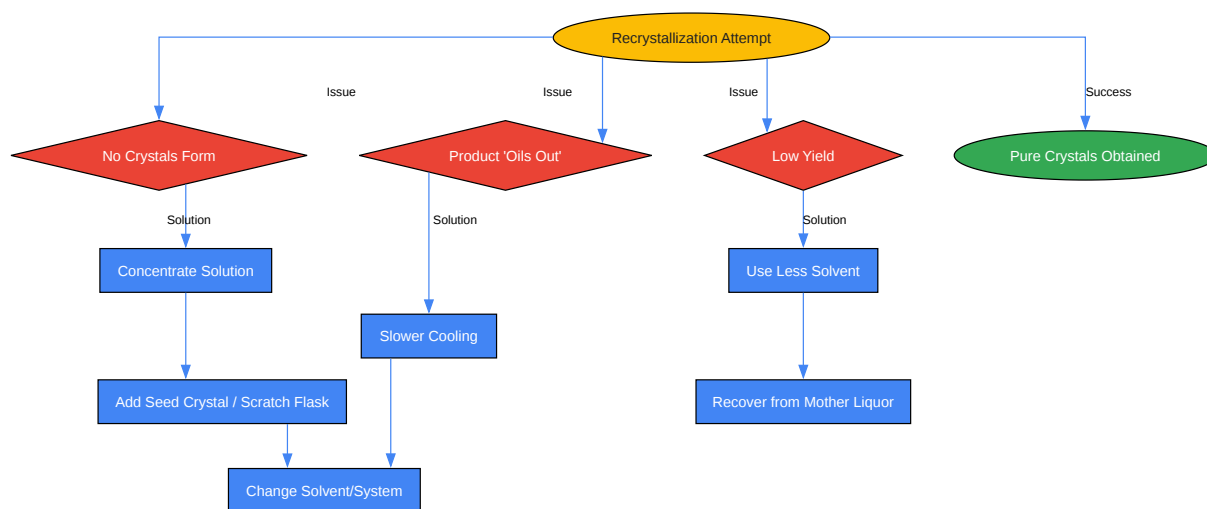 Recrystallization Attempt
Issue
Issue
Issue
Success
No Crystals Form
Product 'Oils Out'
Low Yield
Pure Crystals Obtained
Solution
Solution
Solution
Concentrate Solution
Use Less Solvent
Slower Cooling
Add Seed Crystal / Scratch Flask
Recover from Mother Liquor
Change Solvent/System